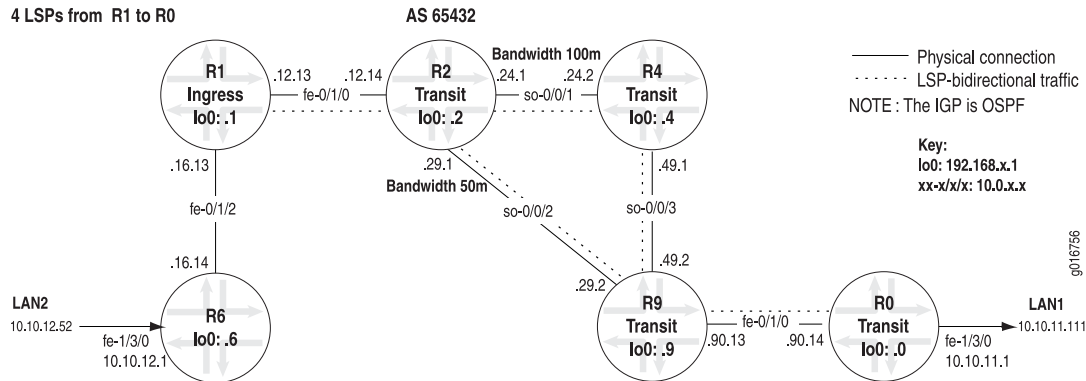 4 LSPs from R1 to R0
AS 65432
R1
Ingress
lo0: .1
.12.13
fe-0/1/0
.12.14
R2
Transit
lo0: .2
Bandwidth 100m
.24.1
so-0/0/1
.24.2
R4
Transit
lo0: .4
Physical connection
LSP-bidirectional traffic
NOTE : The IGP is OSPF
Key:
lo0: 192.168.x.1
xx-x/x/x: 10.0.x.x
.16.13
fe-0/1/2
.16.14
.29.1
Bandwidth 50m
so-0/0/2
.29.2
.49.1
so-0/0/3
.49.2
LAN2
10.10.12.52
fe-1/3/0
10.10.12.1
R6
lo0: .6
R9
Transit
lo0: .9
fe-0/1/0
.90.13
.90.14
R0
Transit
lo0: .0
LAN1
10.10.11.111
fe-1/3/0
10.10.11.1
g016756